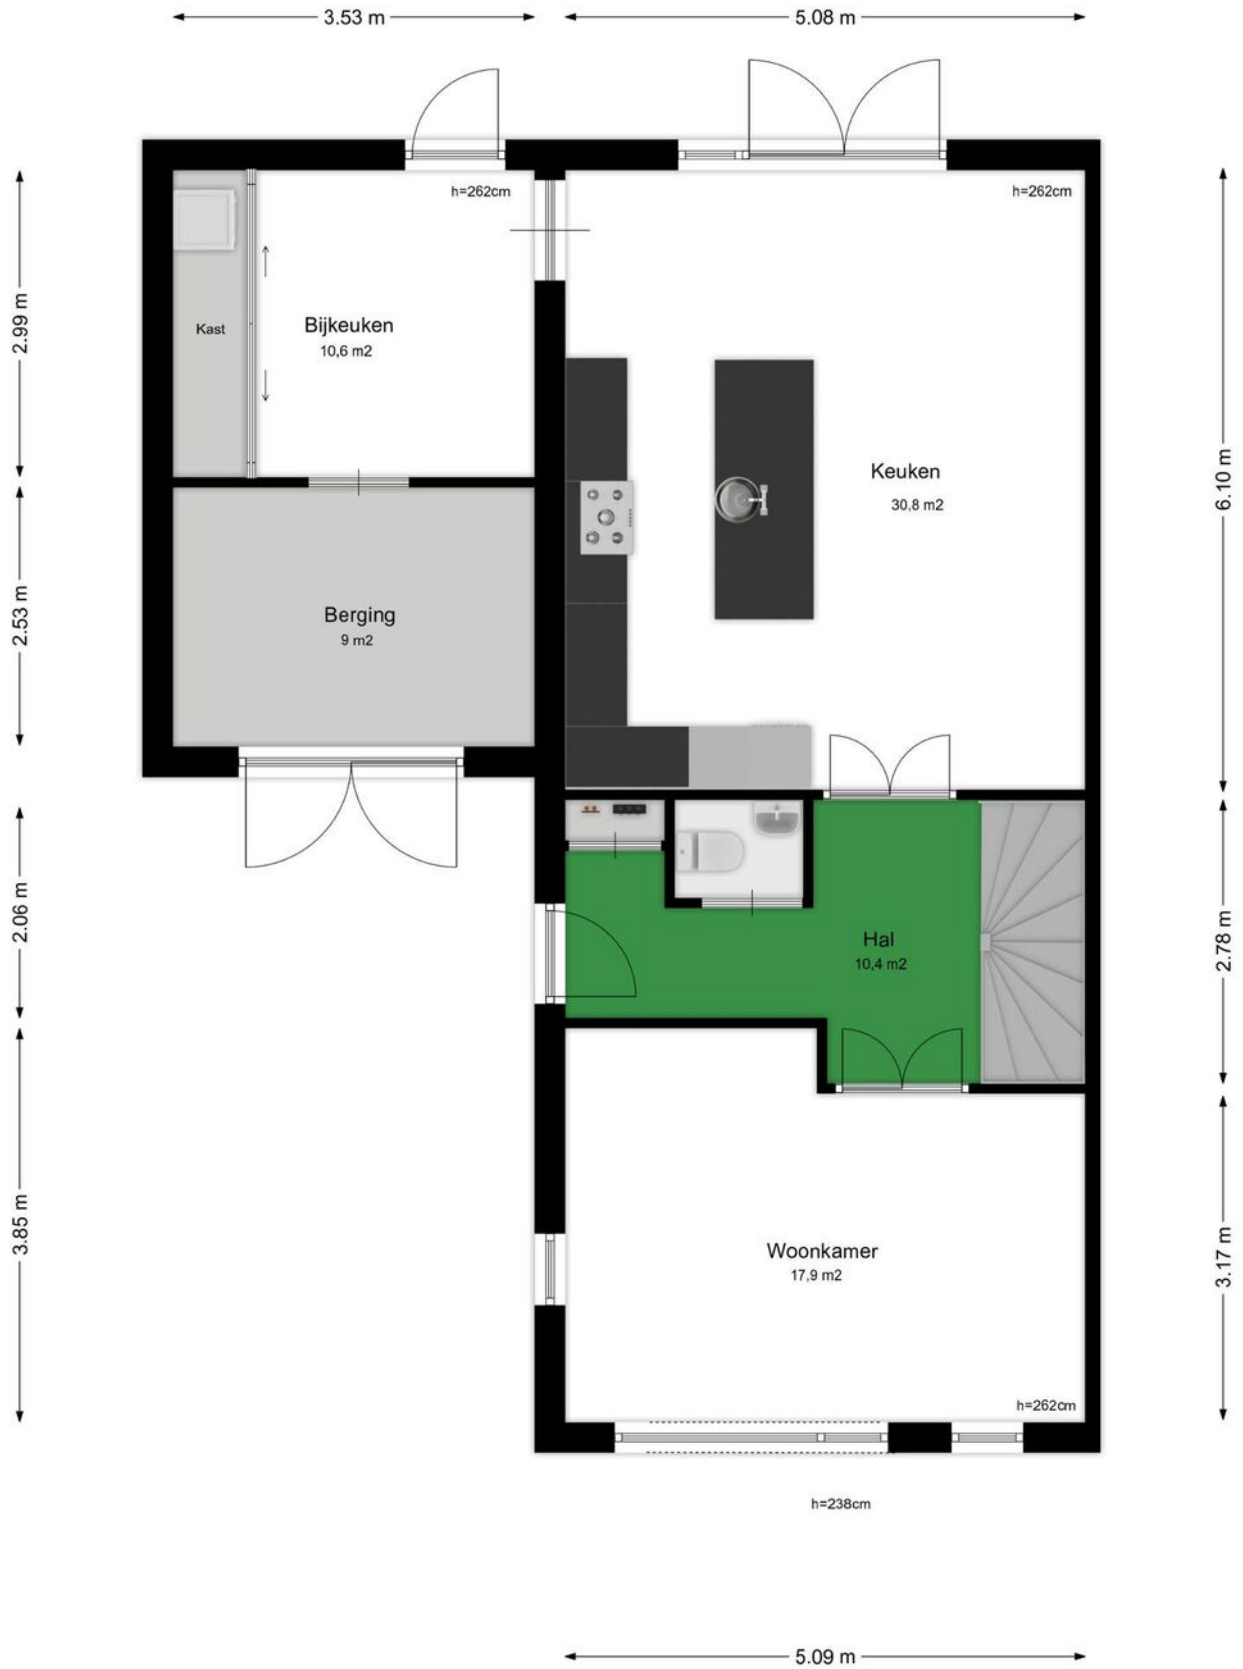 3.53 m
5.08 m
h=262cm
h=262cm
2.99 m
Kast
Bijkeuken
10,6 m2
6.10 m
Keuken
30,8 m2
2.53 m
Berging
9 m2
2.06 m
Hal
10,4 m2
2.78 m
3.85 m
Woonkamer
17,9 m2
3.17 m
h=262cm
h=238cm
5.09 m